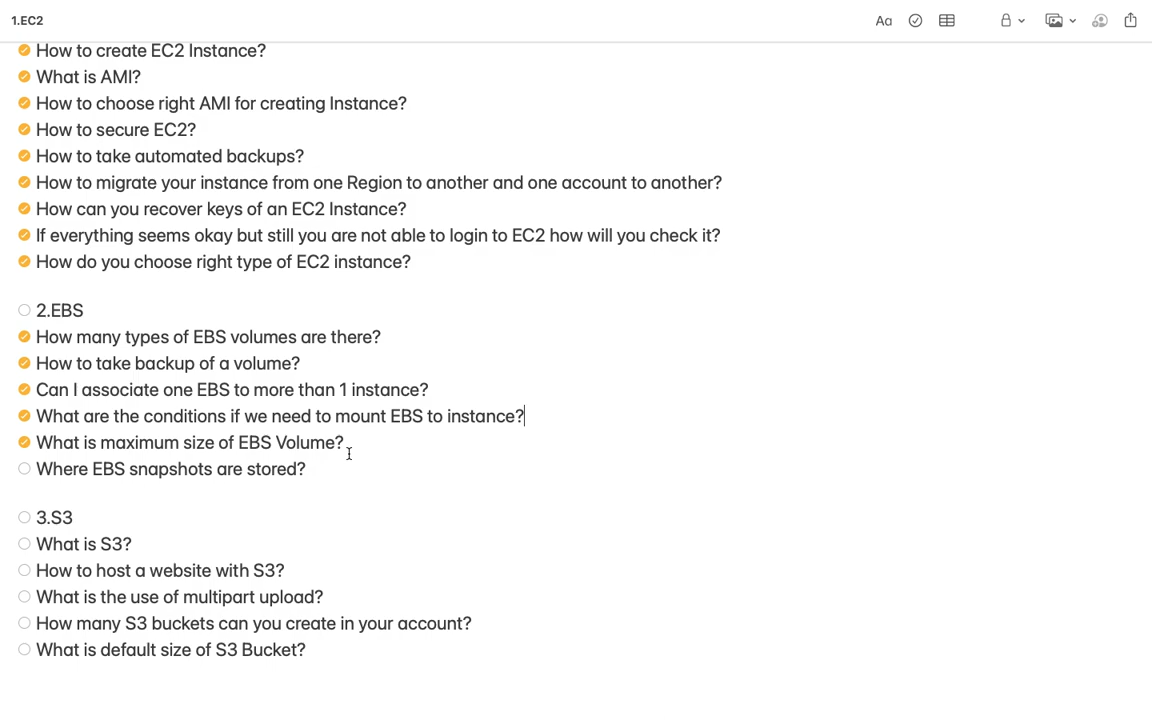 1.EC2
Aa
How to create EC2 Instance?
What is AMI?
How to choose right AMI for creating Instance?
How to secure EC2?
How to take automated backups?
How to migrate your instance from one Region to another and one account to another?
How can you recover keys of an EC2 Instance?
If everything seems okay but still you are not able to login to EC2 how will you check it?
How do you choose right type of EC2 instance?
2.EBS
How many types of EBS volumes are there?
How to take backup of a volume?
Can I associate one EBS to more than 1 instance?
What are the conditions if we need to mount EBS to instance?
What is maximum size of EBS Volume?
Where EBS snapshots are stored?
3.S3
What is S3?
How to host a website with S3?
What is the use of multipart upload?
How many S3 buckets can you create in your account?
What is default size of S3 Bucket?